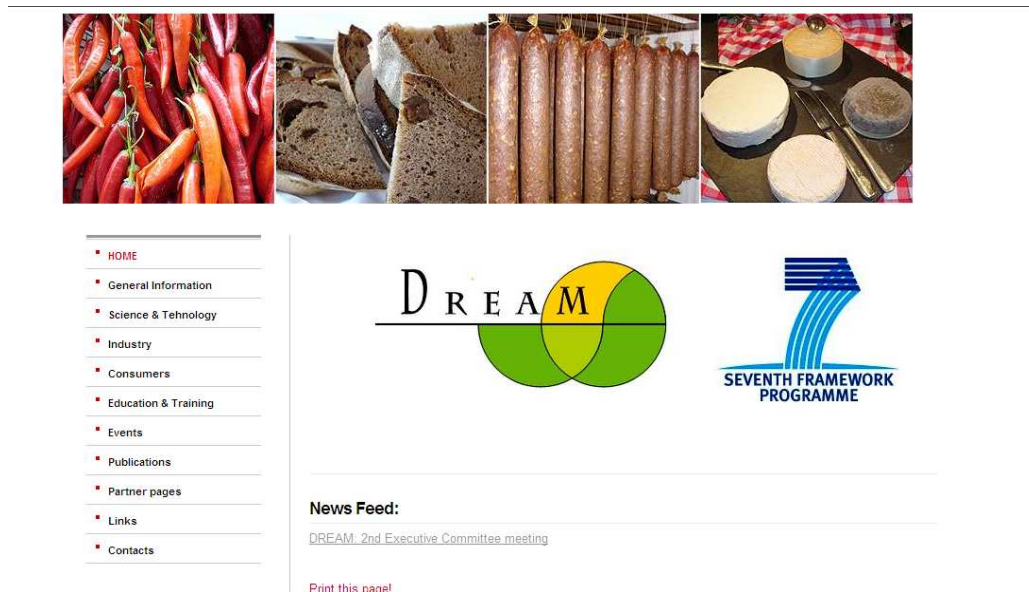 HOME
General Information
Science & Tehnology
Industry
Consumers
Education & Training
Events
Publications
Partner pages
Links
Contacts
DREAM
SEVENTH FRAMEWORK
PROGRAMME
News Feed:
DREAM: 2nd Executive Committee meeting
Print this page!